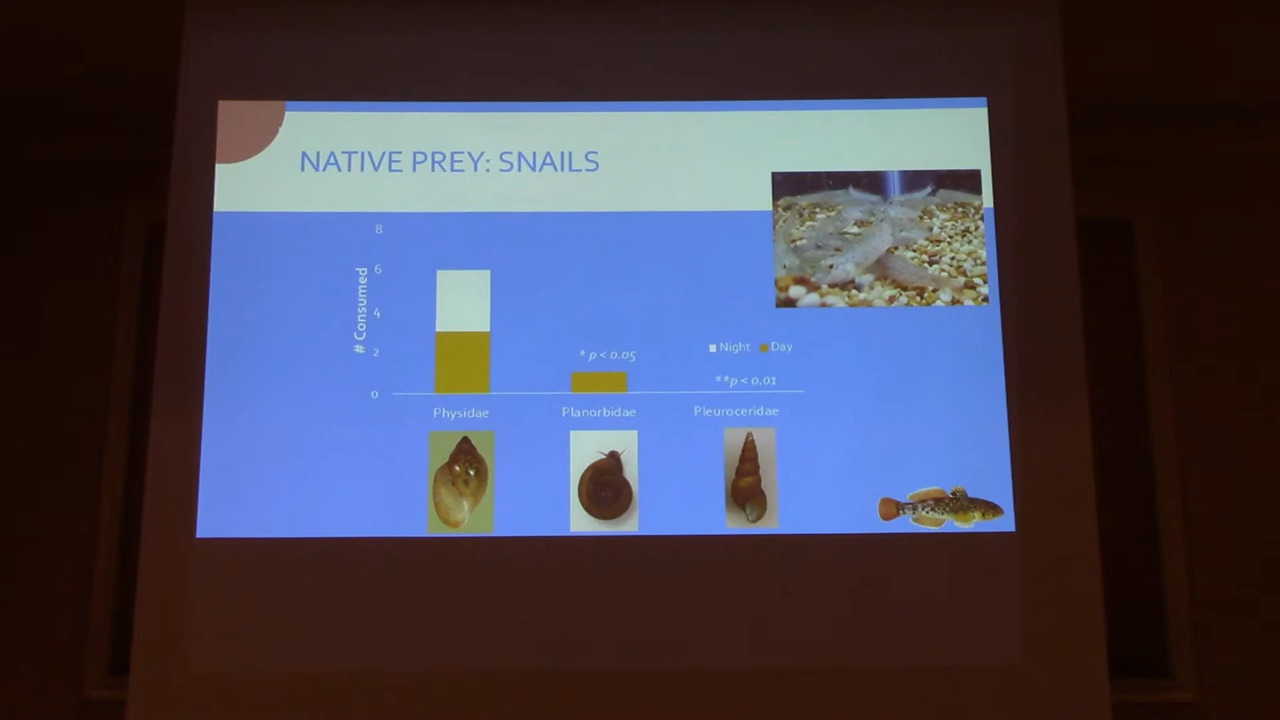 NATIVE PREY: SNAILS
# Consumed
8
6
4
2
0
* p < 0.05
Night Day
**p < 0.01
Physidae Planorbidae Pleuroceridae